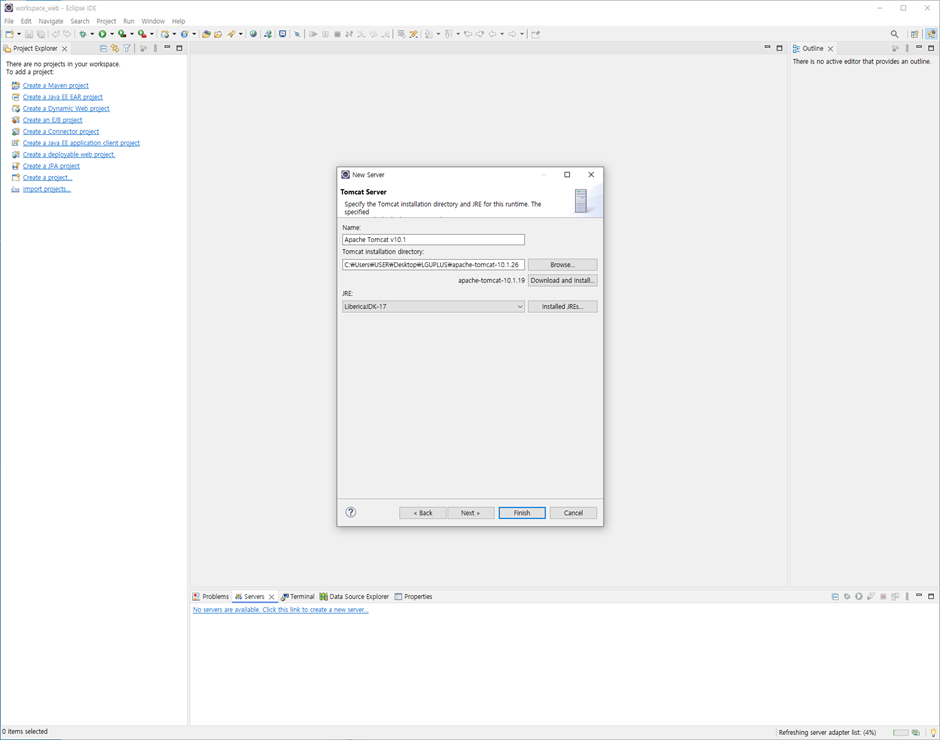 workspace_web - Eclipse IDE
File Edit Navigate Search Project Run Window Help
Project Explorer
There are no projects in your workspace.
To add a project:
Create a Maven project
Create a Java EE EAR project
Create a Dynamic Web project
Create an EJB project
Create a Connector project
Create a Java EE application client project
Create a deployable web project.
Create a JPA project
Create a project...
Import projects...
Outline
There is no active editor that provides an outline.
New Server
Tomcat Server
Specify the Tomcat installation directory and JRE for this runtime. The
specified
Name:
Apache Tomcat v10.1
Tomcat installation directory:
C:₩Users₩USER₩Desktop₩LGUPLUS₩apache-tomcat-10.1.26
Browse...
apache-tomcat-10.1.19
Download and Install...
JRE:
LibericaJDK-17
Installed JREs...
?
< Back
Next >
Finish
Cancel
Problems Servers Terminal Data Source Explorer Properties
No servers are available. Click this link to create a new server...
0 items selected
Refreshing server adapter list: (4%)